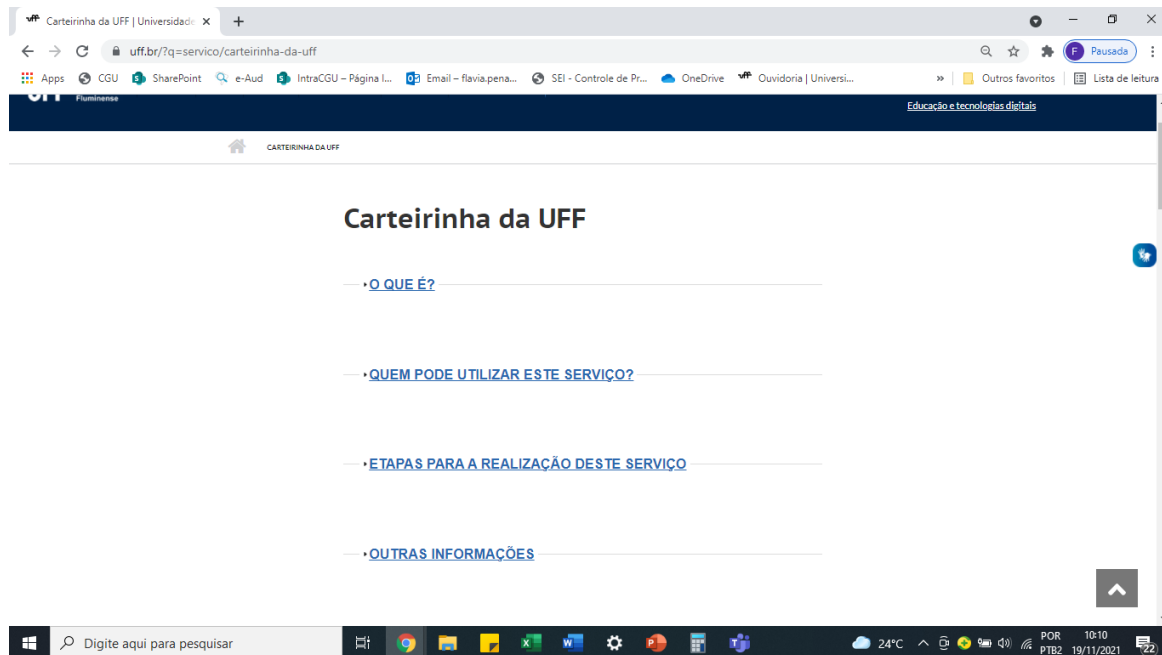 uff Carteirinha da UFF | Universidade
uff.br/?q=servico/carteirinha-da-uff
F Pausada
Apps CGU SharePoint e-Aud IntraCGU – Página I... Email – flavia.pena... SEI - Controle de Pr... OneDrive uff Ouvidoria | Universi... » Outros favoritos Lista de leitura
Fluminense
Educação e tecnologias digitais
CARTEIRINHA DA UFF
Carteirinha da UFF
O QUE É?
QUEM PODE UTILIZAR ESTE SERVIÇO?
ETAPAS PARA A REALIZAÇÃO DESTE SERVIÇO
OUTRAS INFORMAÇÕES
Digite aqui para pesquisar
24°C
POR
PTB2
10:10
19/11/2021
22